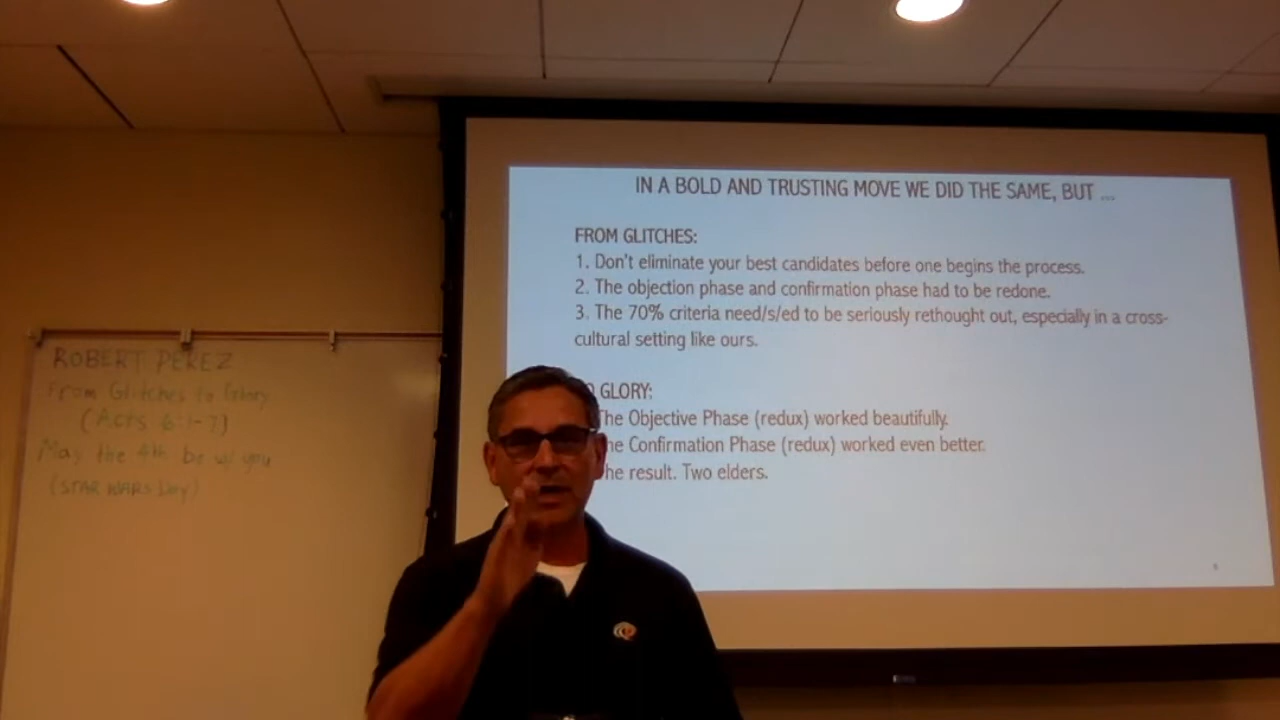 ROBERT PEREZ
From Glitches to Glory
(ACTS 6:1-7)
May the 4th be w/ you
(STAR WARS Day)
IN A BOLD AND TRUSTING MOVE WE DID THE SAME, BUT ...
FROM GLITCHES:
1. Don't eliminate your best candidates before one begins the process.
2. The objection phase and confirmation phase had to be redone.
3. The 70% criteria need/s/ed to be seriously rethought out, especially in a cross-
cultural setting like ours.
GLORY:
The Objective Phase (redux) worked beautifully.
he Confirmation Phase (redux) worked even better.
he result. Two elders.